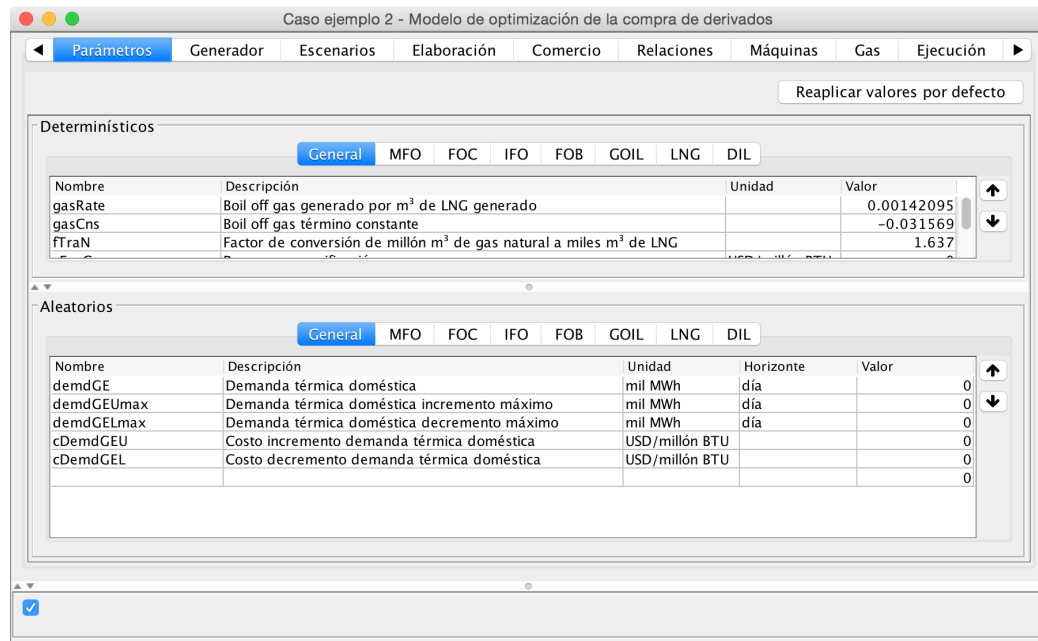 Caso ejemplo 2 - Modelo de optimización de la compra de derivados
Parámetros Generador Escenarios Elaboración Comercio Relaciones Máquinas Gas Ejecución
Reaplicar valores por defecto
Determinísticos
General MFO FOC IFO FOB GOIL LNG DIL
Nombre Descripción Unidad Valor
gasRate Boil off gas generado por m³ de LNG generado 0.00142095
gasCns Boil off gas término constante -0.031569
fTraN Factor de conversión de millón m³ de gas natural a miles m³ de LNG 1.637
Aleatorios
General MFO FOC IFO FOB GOIL LNG DIL
Nombre Descripción Unidad Horizonte Valor
demdGE Demanda térmica doméstica mil MWh día 0
demdGEUmax Demanda térmica doméstica incremento máximo mil MWh día 0
demdGELmax Demanda térmica doméstica decremento máximo mil MWh día 0
cDemdGEU Costo incremento demanda térmica doméstica USD/millón BTU 0
cDemdGEL Costo decremento demanda térmica doméstica USD/millón BTU 0
0